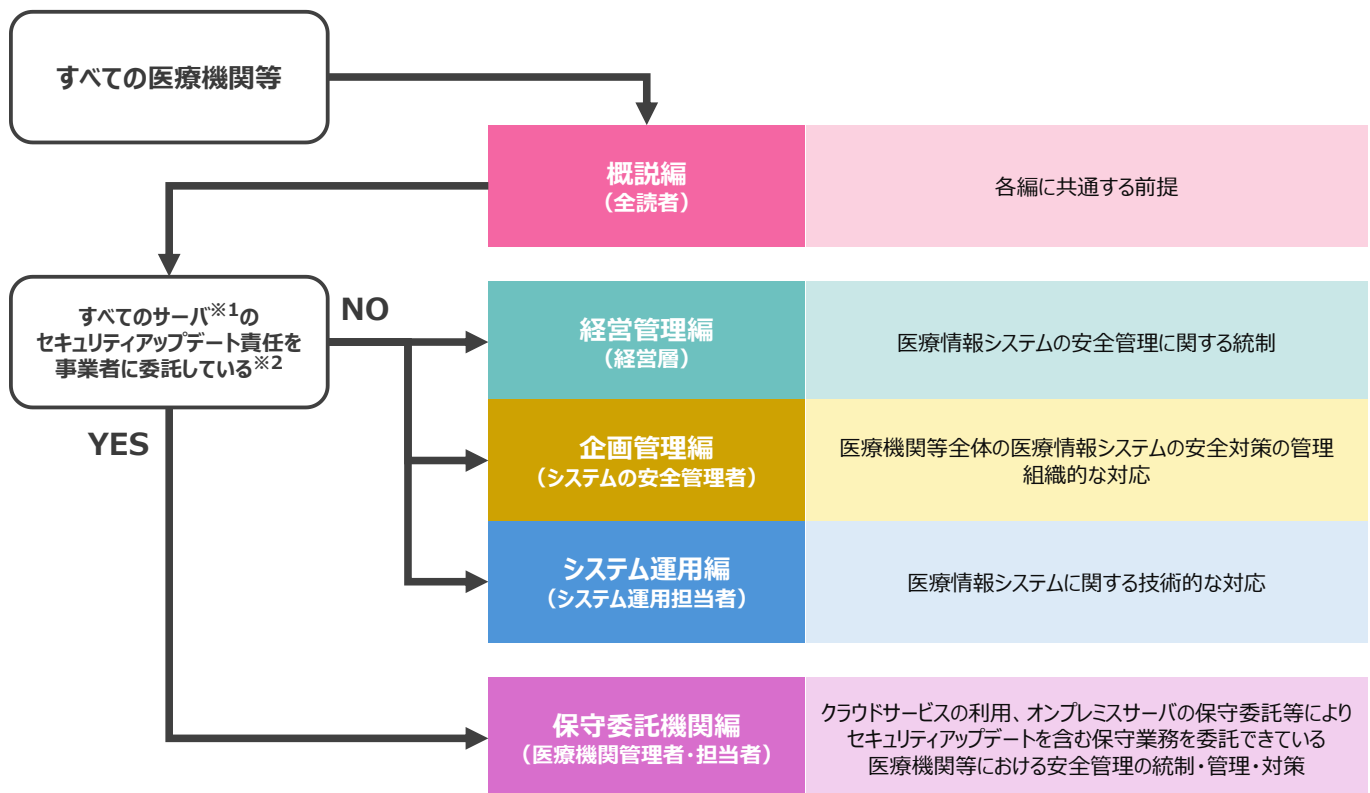 すべての医療機関等
概説編
(全読者)
各編に共通する前提
すべてのサーバ※1の
セキュリティアップデート責任を
事業者に委託している※2
NO
YES
経営管理編
(経営層)
医療情報システムの安全管理に関する統制
企画管理編
(システムの安全管理者)
医療機関等全体の医療情報システムの安全対策の管理
組織的な対応
システム運用編
(システム運用担当者)
医療情報システムに関する技術的な対応
保守委託機関編
(医療機関管理者・担当者)
クラウドサービスの利用、オンプレミスサーバの保守委託等により
セキュリティアップデートを含む保守業務を委託できている
医療機関等における安全管理の統制・管理・対策